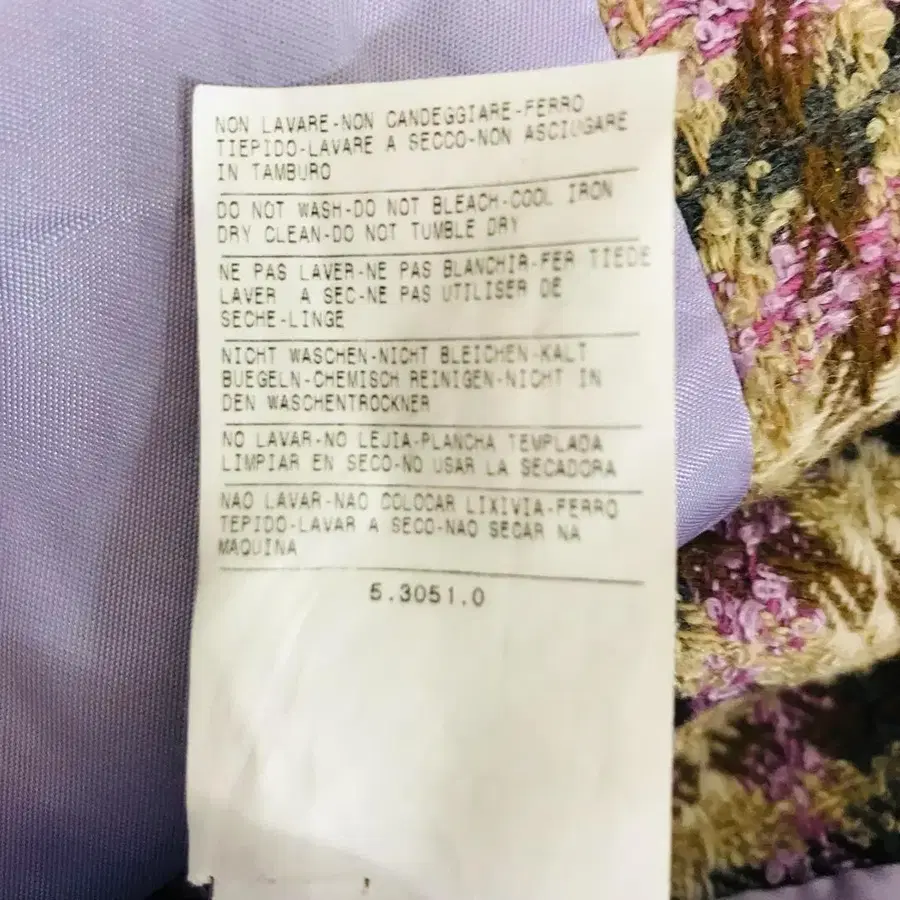 NON LAVARE-NON CANDEGGIARE-FERRO
TIEPIDO-LAVARE A SECCO-NON ASCIUGARE
IN TAMBURO
DO NOT WASH-DO NOT BLEACH-COOL IRON
DRY CLEAN-DO NOT TUMBLE DRY
NE PAS LAVER-NE PAS BLANCHIR-FER TIEDE
LAVER A SEC-NE PAS UTILISER DE
SECHE-LINGE
NICHT WASCHEN-NICHT BLEICHEN-KALT
BUEGELN-CHEMISCH REINIGEN-NICHT IN
DEN WASCHENTROCKNER
NO LAVAR-NO LEJIA-PLANCHA TEMPLADA
LIMPIAR EN SECO-NO USAR LA SECADORA
NAO LAVAR-NAO COLOCAR LIXIVIA-FERRO
TEPIDO-LAVAR A SECO-NAO SECAR NA
MAQUINA
5.3051.0